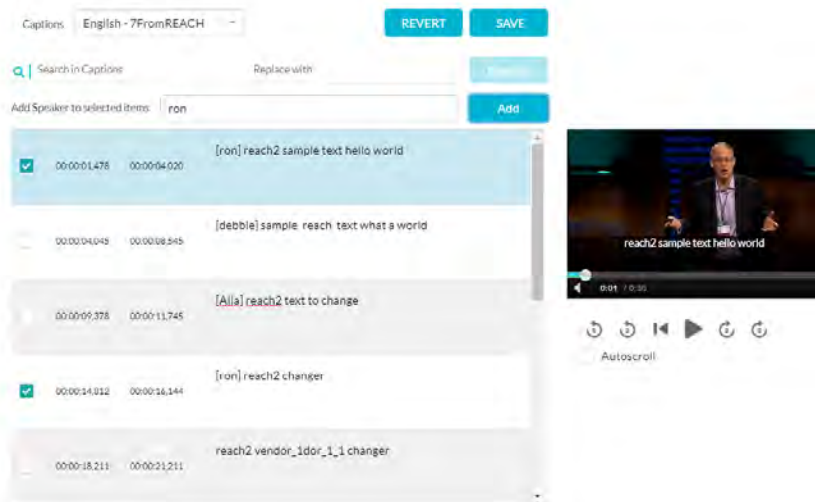 Captions English - 7FromREACH REVERT SAVE
Search in Captions Replace with
Add Speaker to selected items ron Add
[ron] reach2 sample text hello world
00:00:01,478 00:00:04,020
[debbie] sample reach text what a world
00:00:04,045 00:00:08,545
[Alla] reach2 text to change
00:00:09,378 00:00:11,745
[ron] reach2 changer
00:00:14,012 00:00:16,144
reach2 vendor_1dor_1_1 changer
00:00:18,211 00:00:21,211
reach2 sample text hello world
0:01
Autoscroll